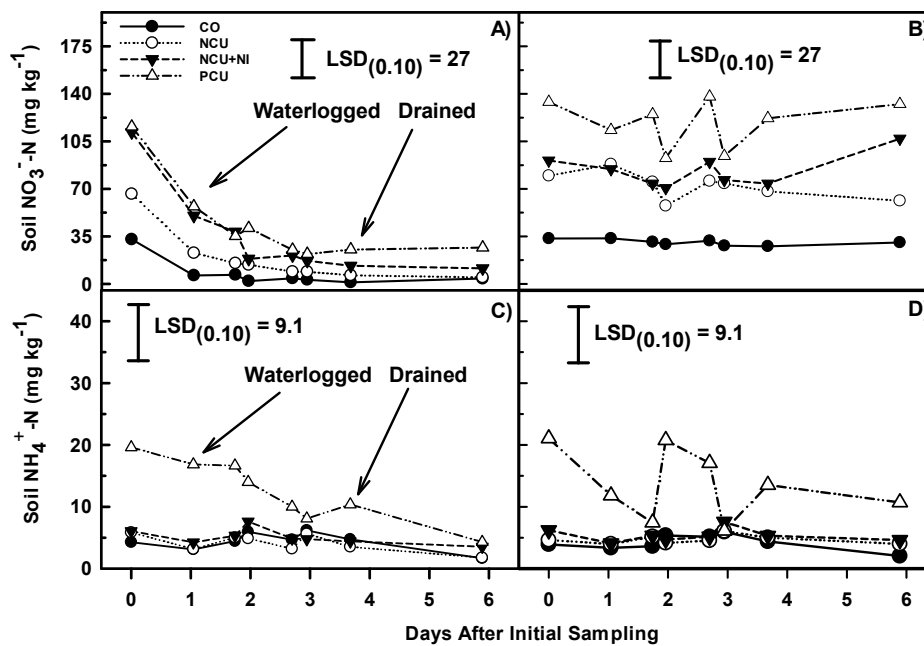 CO
NCU
NCU+NI
PCU
A)
LSD(0.10) = 27
Waterlogged
Drained
B)
LSD(0.10) = 27
Soil NO3^- -N (mg kg^-1)
175
140
105
70
35
0
C)
LSD(0.10) = 9.1
Waterlogged
Drained
D
LSD(0.10) = 9.1
Soil NH4^+ -N (mg kg^-1)
40
30
20
10
0
0 1 2 3 4 5 6
0 1 2 3 4 5 6
Days After Initial Sampling